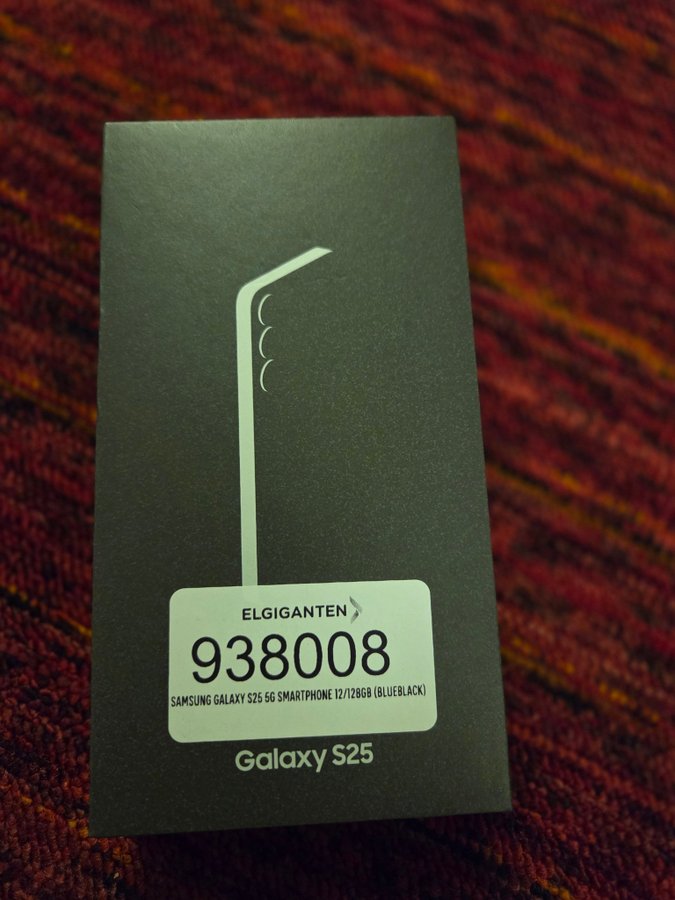 ELGIGANTEN
938008
SAMSUNG GALAXY S25 5G SMARTPHONE 12/128GB (BLUEBLACK)
Galaxy S25